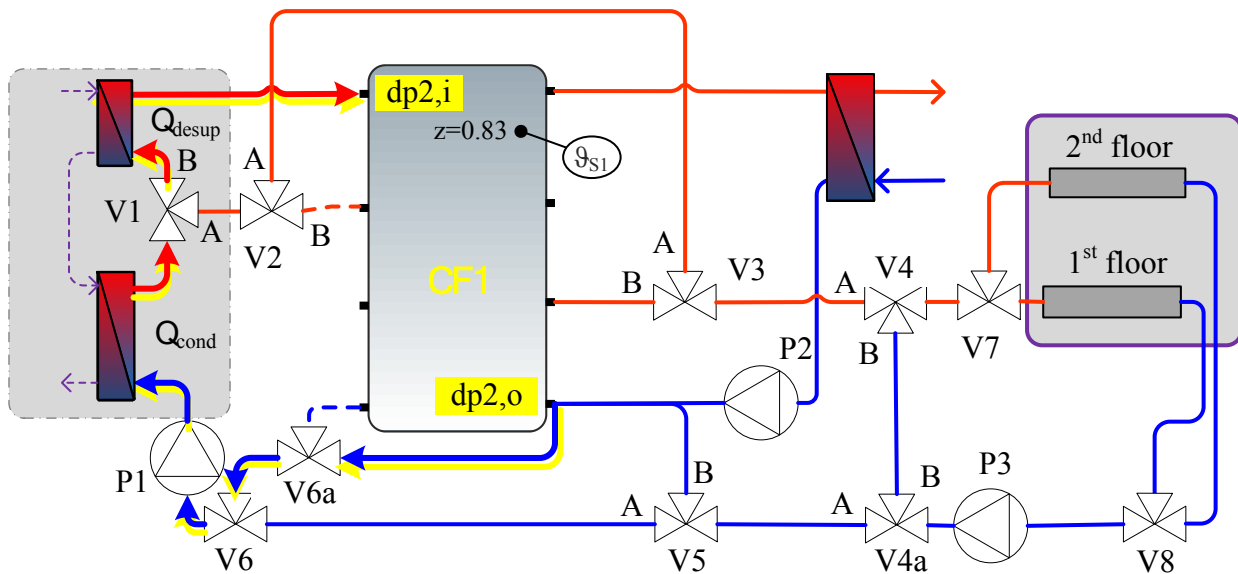 dp2,i
Qdesup
z=0.83
ϑS1
2nd floor
A
B
V1
A
B
V2
A
B
V3
V4
A
1st floor
CF1
Qcond
B
P2
V7
dp2,o
P1
V6a
B
A
B
A
P3
V6
V5
V4a
V8